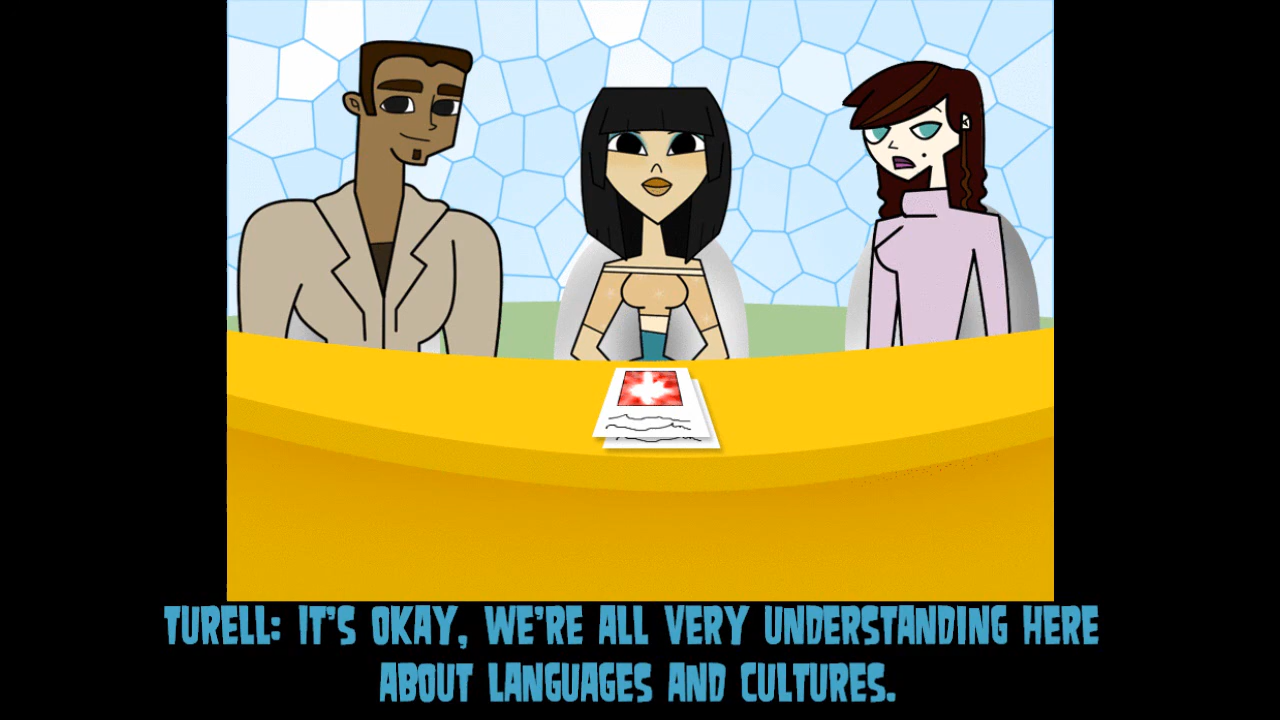 TURELL: IT'S OKAY, WE'RE ALL VERY UNDERSTANDING HERE
ABOUT LANGUAGES AND CULTURES.